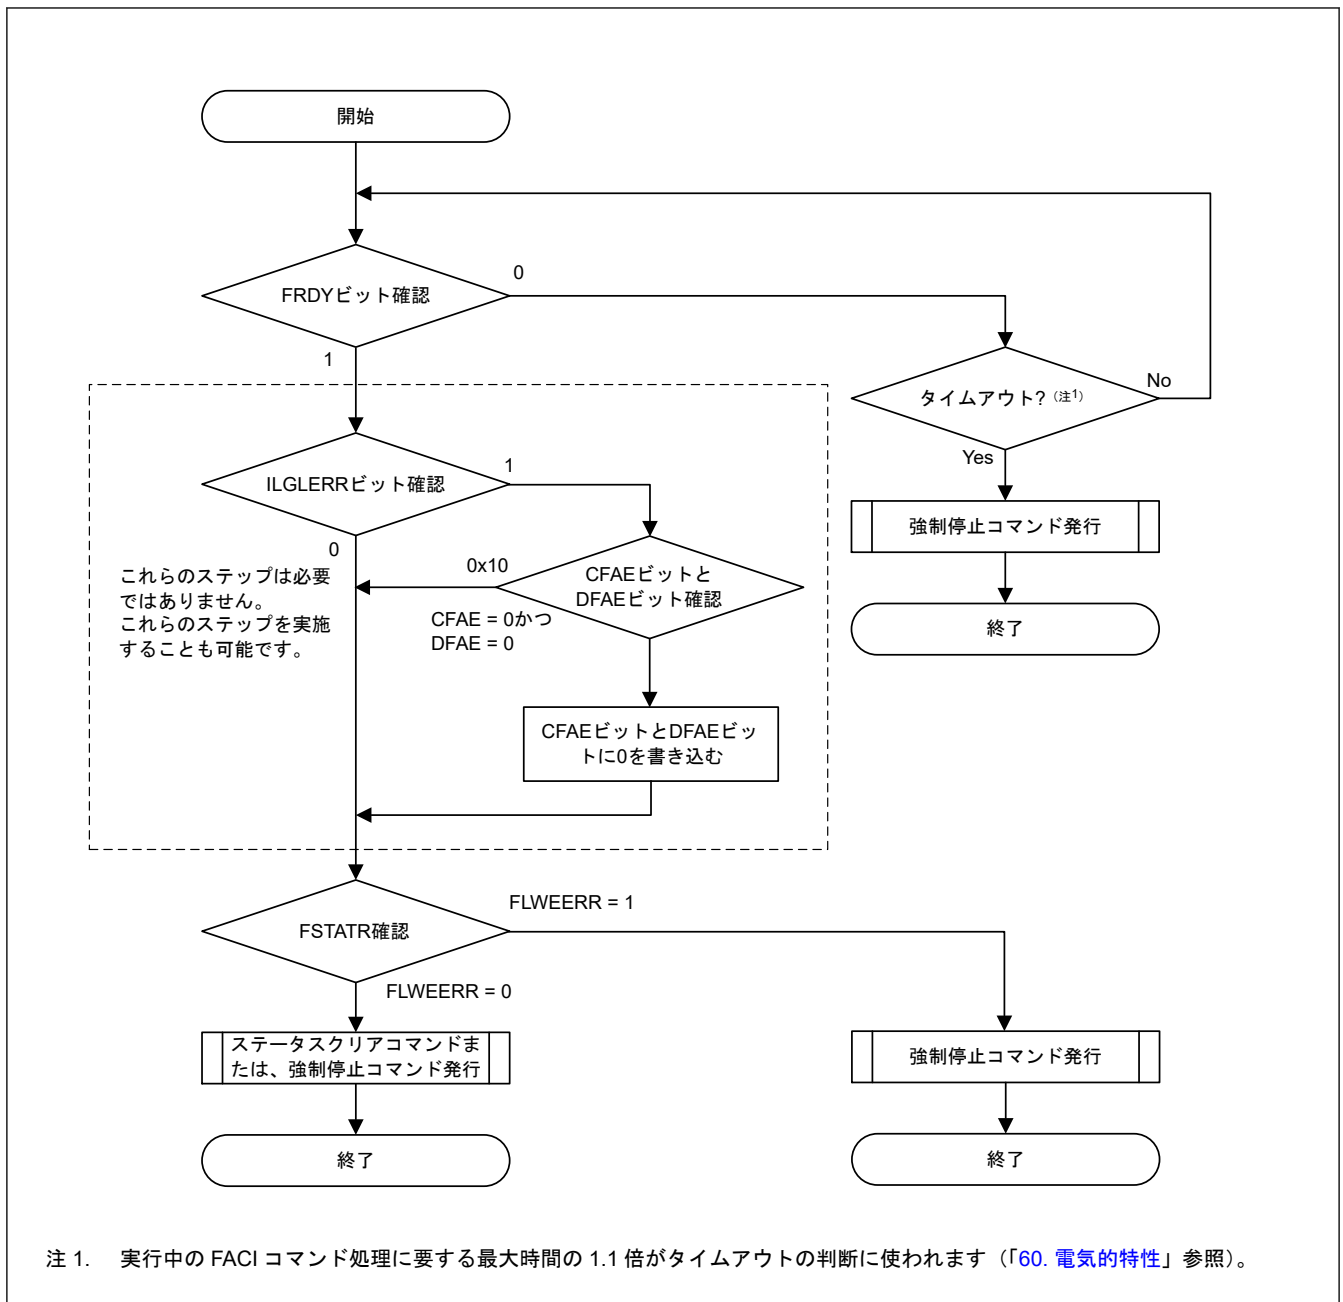 開始
FRDYビット確認
0
1
タイムアウト? (注1)
No
Yes
強制停止コマンド発行
終了
ILGLERRビット確認
1
0
これらのステップは必要
ではありません。
これらのステップを実施
することも可能です。
0x10
CFAEビットと
DFAEビット確認
CFAE = 0かつ
DFAE = 0
CFAEビットとDFAEビッ
トに0を書き込む
FSTATR確認
FLWEERR = 1
FLWEERR = 0
ステータスクリアコマンドま
たは、強制停止コマンド発行
強制停止コマンド発行
終了
終了
注 1. 実行中の FACI コマンド処理に要する最大時間の 1.1 倍がタイムアウトの判断に使われます（「60. 電気的特性」参照）。